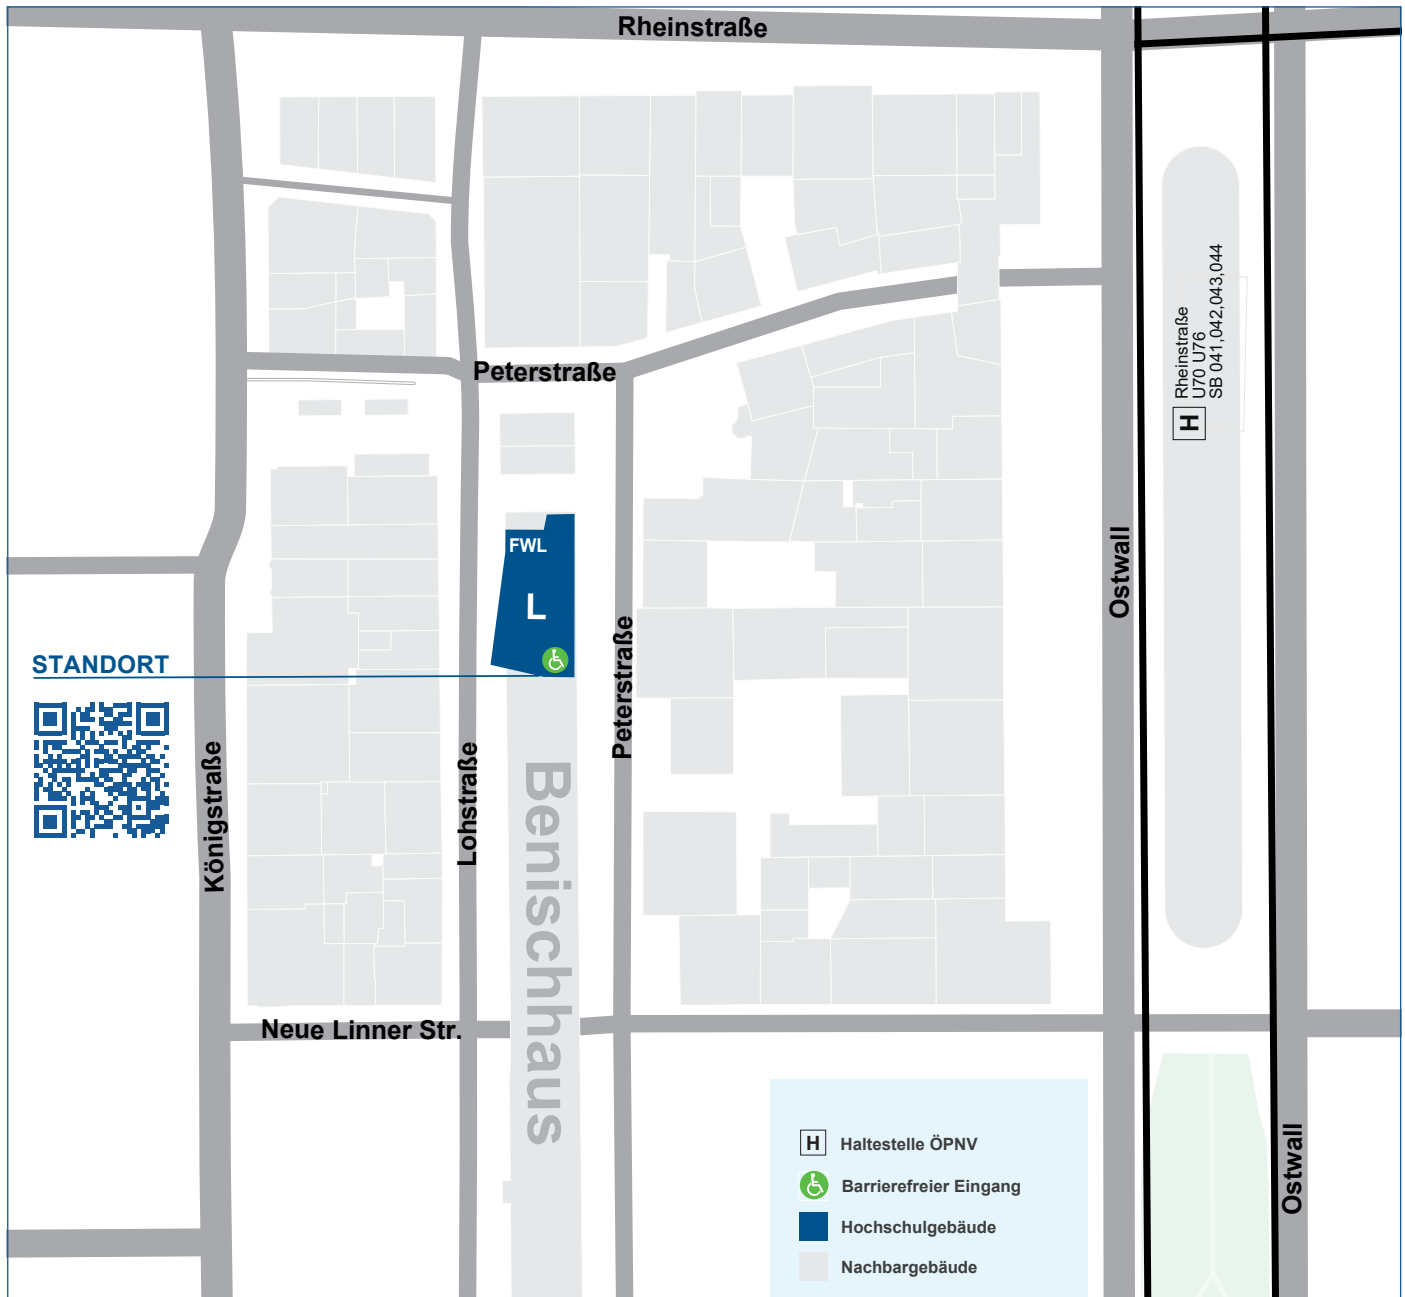 Rheinstraße
Peterstraße
Rheinstraße
U70 U76
SB 041,042,043,044
H
FWL
L
Ostwall
STANDORT
Peterstraße
Königstraße
Lohstraße
Benischhaus
Neue Linner Str.
Ostwall
H Haltestelle ÖPNV
Barrierefreier Eingang
Hochschulgebäude
Nachbargebäude